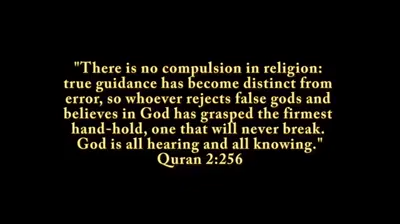 "There is no compulsion in religion:
true guidance has become distinct from
error, so whoever rejects false gods and
believes in God has grasped the firmest
hand-hold, one that will never break.
God is all hearing and all knowing."
Quran 2:256